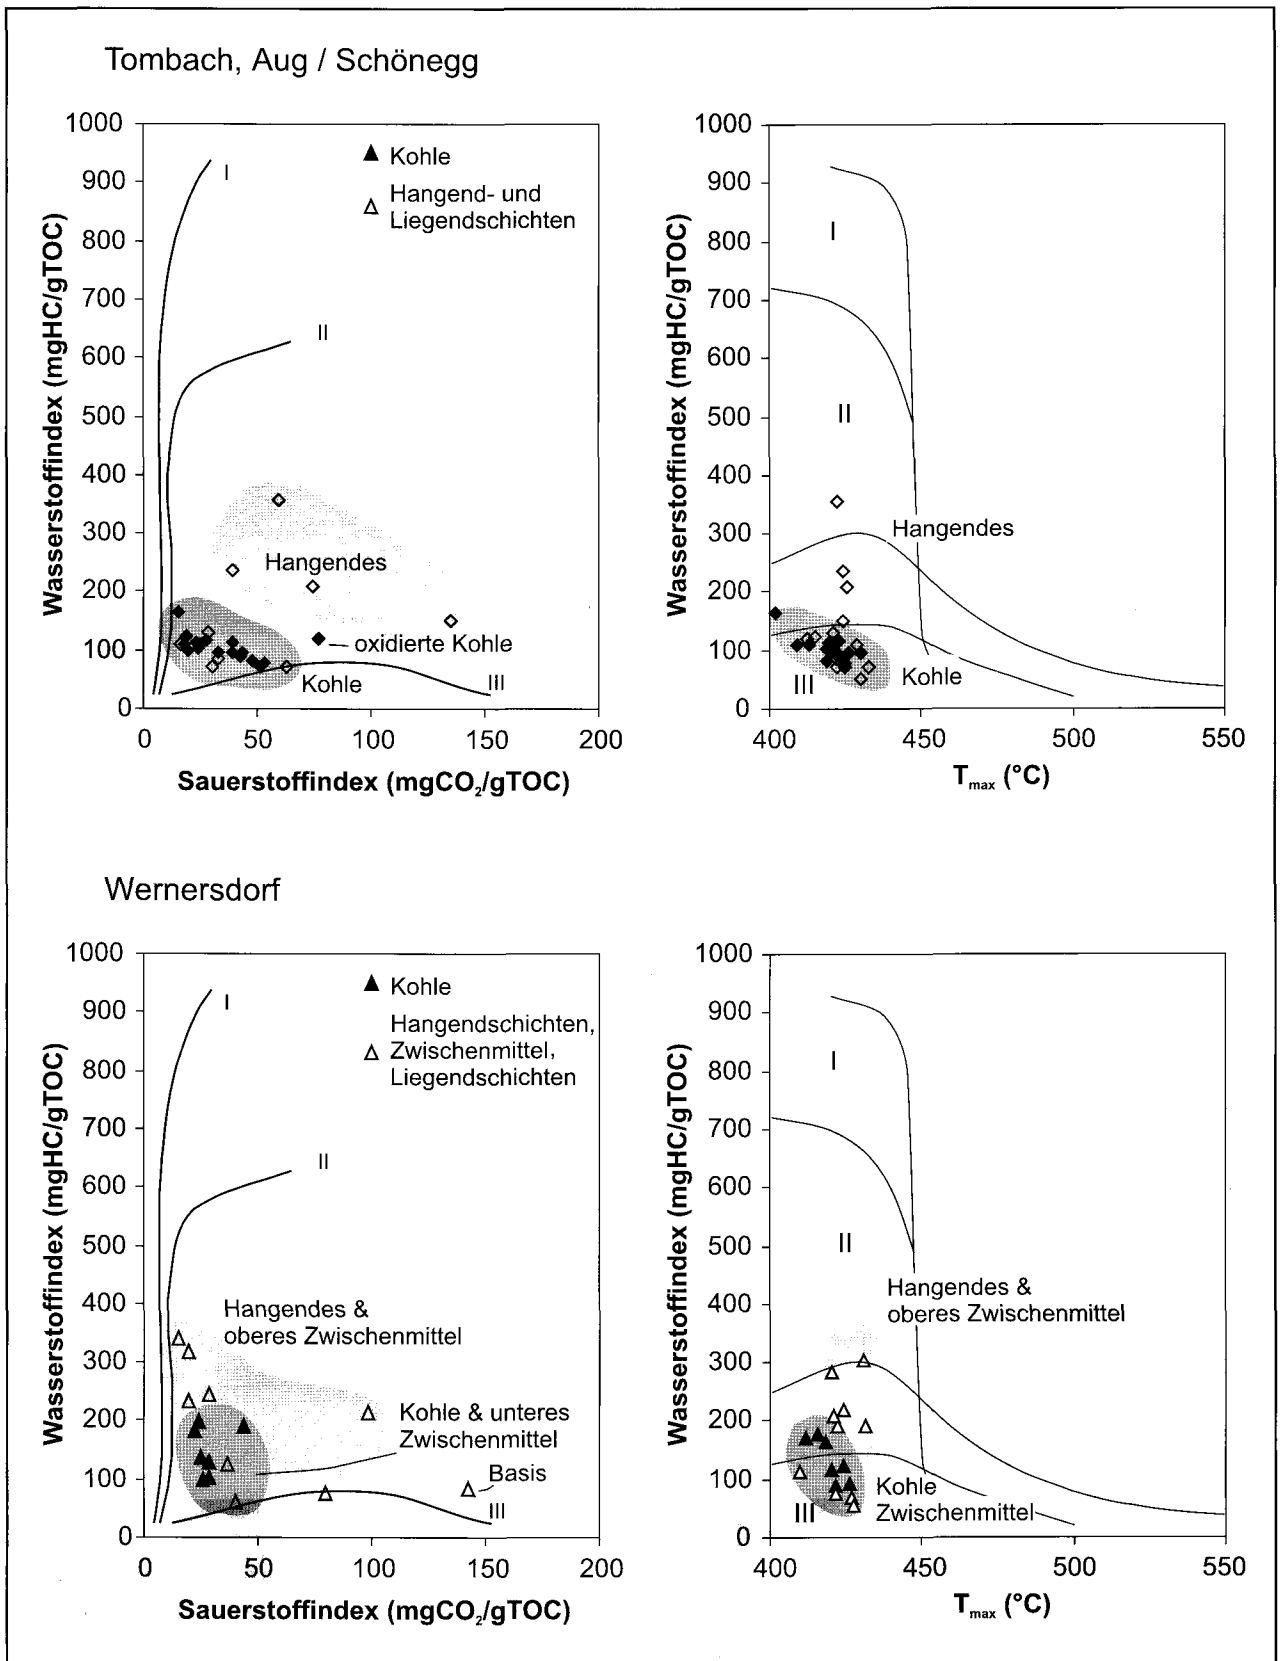 Tombach, Aug / Schönegg
Wasserstoffindex (mgHC/gTOC)
1000
900
800
700
600
500
400
300
200
100
0
I
II
III
Kohle
Hangend- und
Liegendschichten
Hangendes
oxidierte Kohle
Kohle
0
50
100
150
200
Sauerstoffindex (mgCO₂/gTOC)
Wasserstoffindex (mgHC/gTOC)
1000
900
800
700
600
500
400
300
200
100
0
I
II
Hangendes
III
Kohle
400
450
500
550
Tmax (°C)
Wernersdorf
Wasserstoffindex (mgHC/gTOC)
1000
900
800
700
600
500
400
300
200
100
0
I
II
III
Kohle
Hangendschichten,
Zwischenmittel,
Liegendschichten
Hangendes &
oberes Zwischenmittel
Kohle & unteres
Zwischenmittel
Basis
0
50
100
150
200
Sauerstoffindex (mgCO₂/gTOC)
Wasserstoffindex (mgHC/gTOC)
1000
900
800
700
600
500
400
300
200
100
0
I
II
Hangendes &
oberes Zwischenmittel
Kohle
III
Zwischenmittel
400
450
500
550
Tmax (°C)